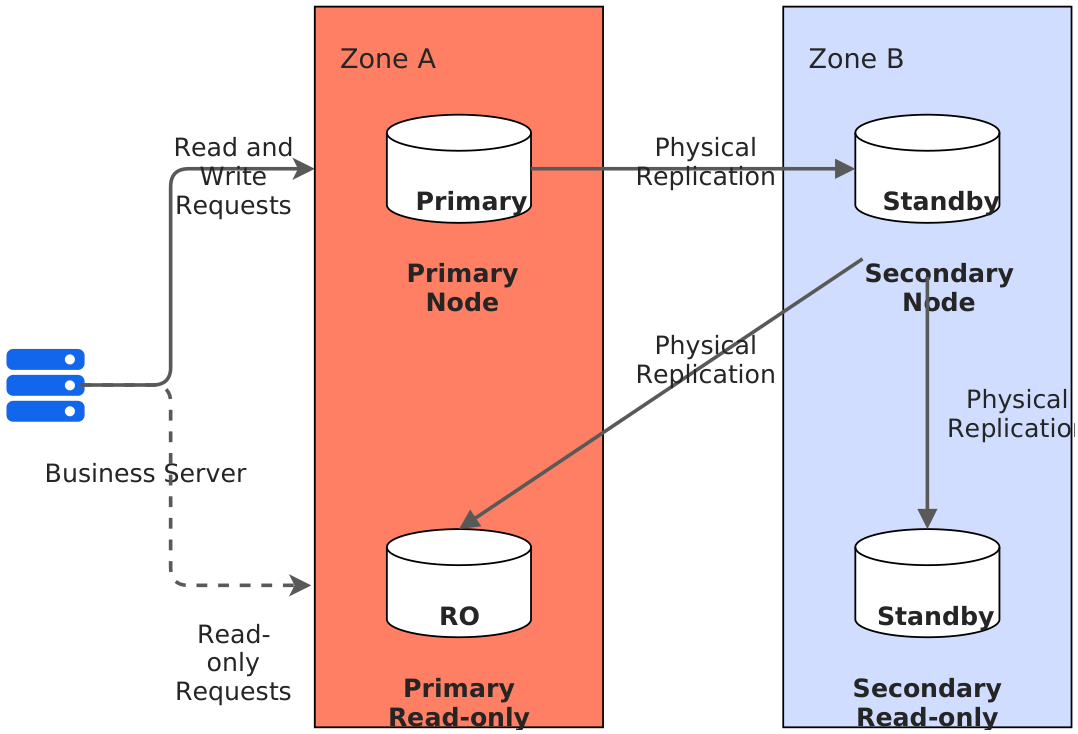 Zone A
Zone B
Read and
Write
Requests
Physical
Replication
Primary
Standby
Primary
Node
Secondary
Node
Physical
Replication
Physical
Replication
Business Server
RO
Standby
Read-
only
Requests
Primary
Read-only
Secondary
Read-only